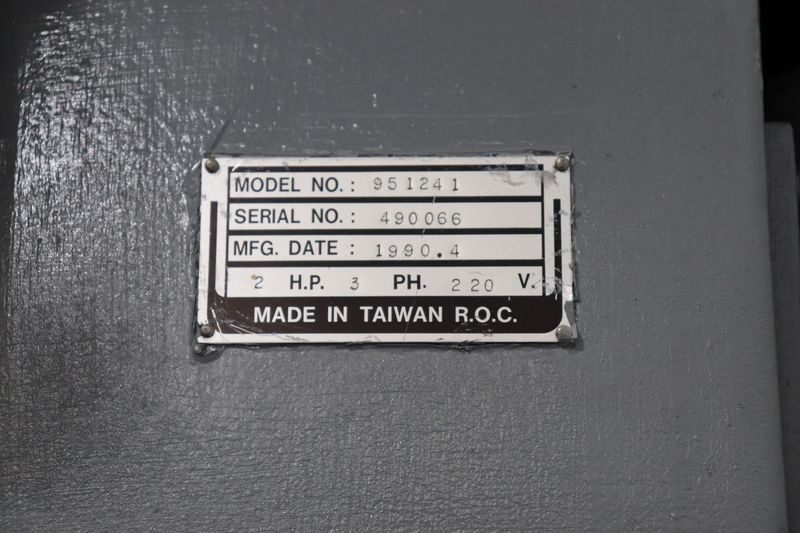 MODEL NO.: 951241
SERIAL NO.: 490066
MFG. DATE: 1990.4
2 H.P. 3 PH. 220 V.
MADE IN TAIWAN R.O.C.